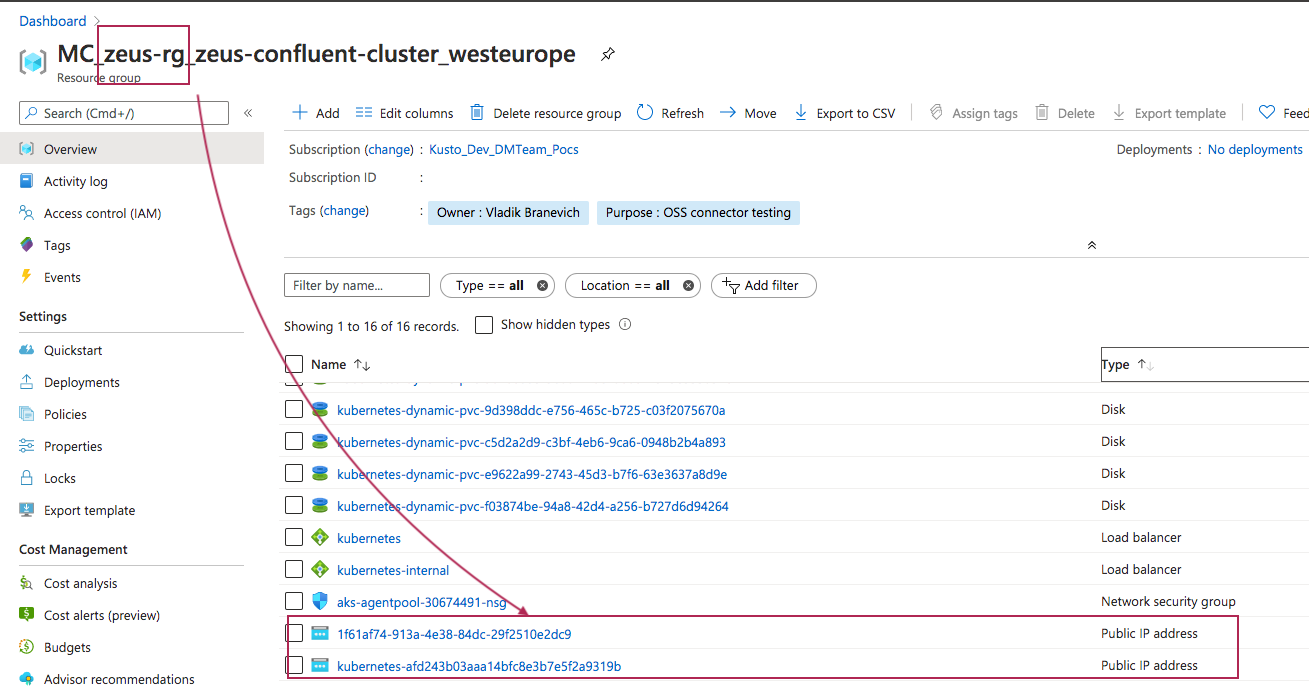 Dashboard
MC_zeus-rg_zeus-confluent-cluster_westeurope
Resource group
Search (Cmd+/)
«
Add
Edit columns
Delete resource group
Refresh
Move
Export to CSV
Assign tags
Delete
Export template
Feed
Overview
Activity log
Access control (IAM)
Tags
Events
Settings
Quickstart
Deployments
Policies
Properties
Locks
Export template
Cost Management
Cost analysis
Cost alerts (preview)
Budgets
Advisor recommendations
Subscription (change) : Kusto_Dev_DMTeam_Pocs
Deployments : No deployments
Subscription ID :
Tags (change) : Owner : Vladik Branevich Purpose : OSS connector testing
Filter by name...
Type == all
Location == all
Add filter
Showing 1 to 16 of 16 records.
Show hidden types
Name Type
kubernetes-dynamic-pvc-9d398ddc-e756-465c-b725-c03f2075670a Disk
kubernetes-dynamic-pvc-c5d2a2d9-c3bf-4eb6-9ca6-0948b2b4a893 Disk
kubernetes-dynamic-pvc-e9622a99-2743-45d3-b7f6-63e3637a8d9e Disk
kubernetes-dynamic-pvc-f03874be-94a8-42d4-a256-b727d6d94264 Disk
kubernetes Load balancer
kubernetes-internal Load balancer
aks-agentpool-30674491-nsg Network security group
1f61af74-913a-4e38-84dc-29f2510e2dc9 Public IP address
kubernetes-afd243b03aaa14bfc8e3b7e5f2a9319b Public IP address